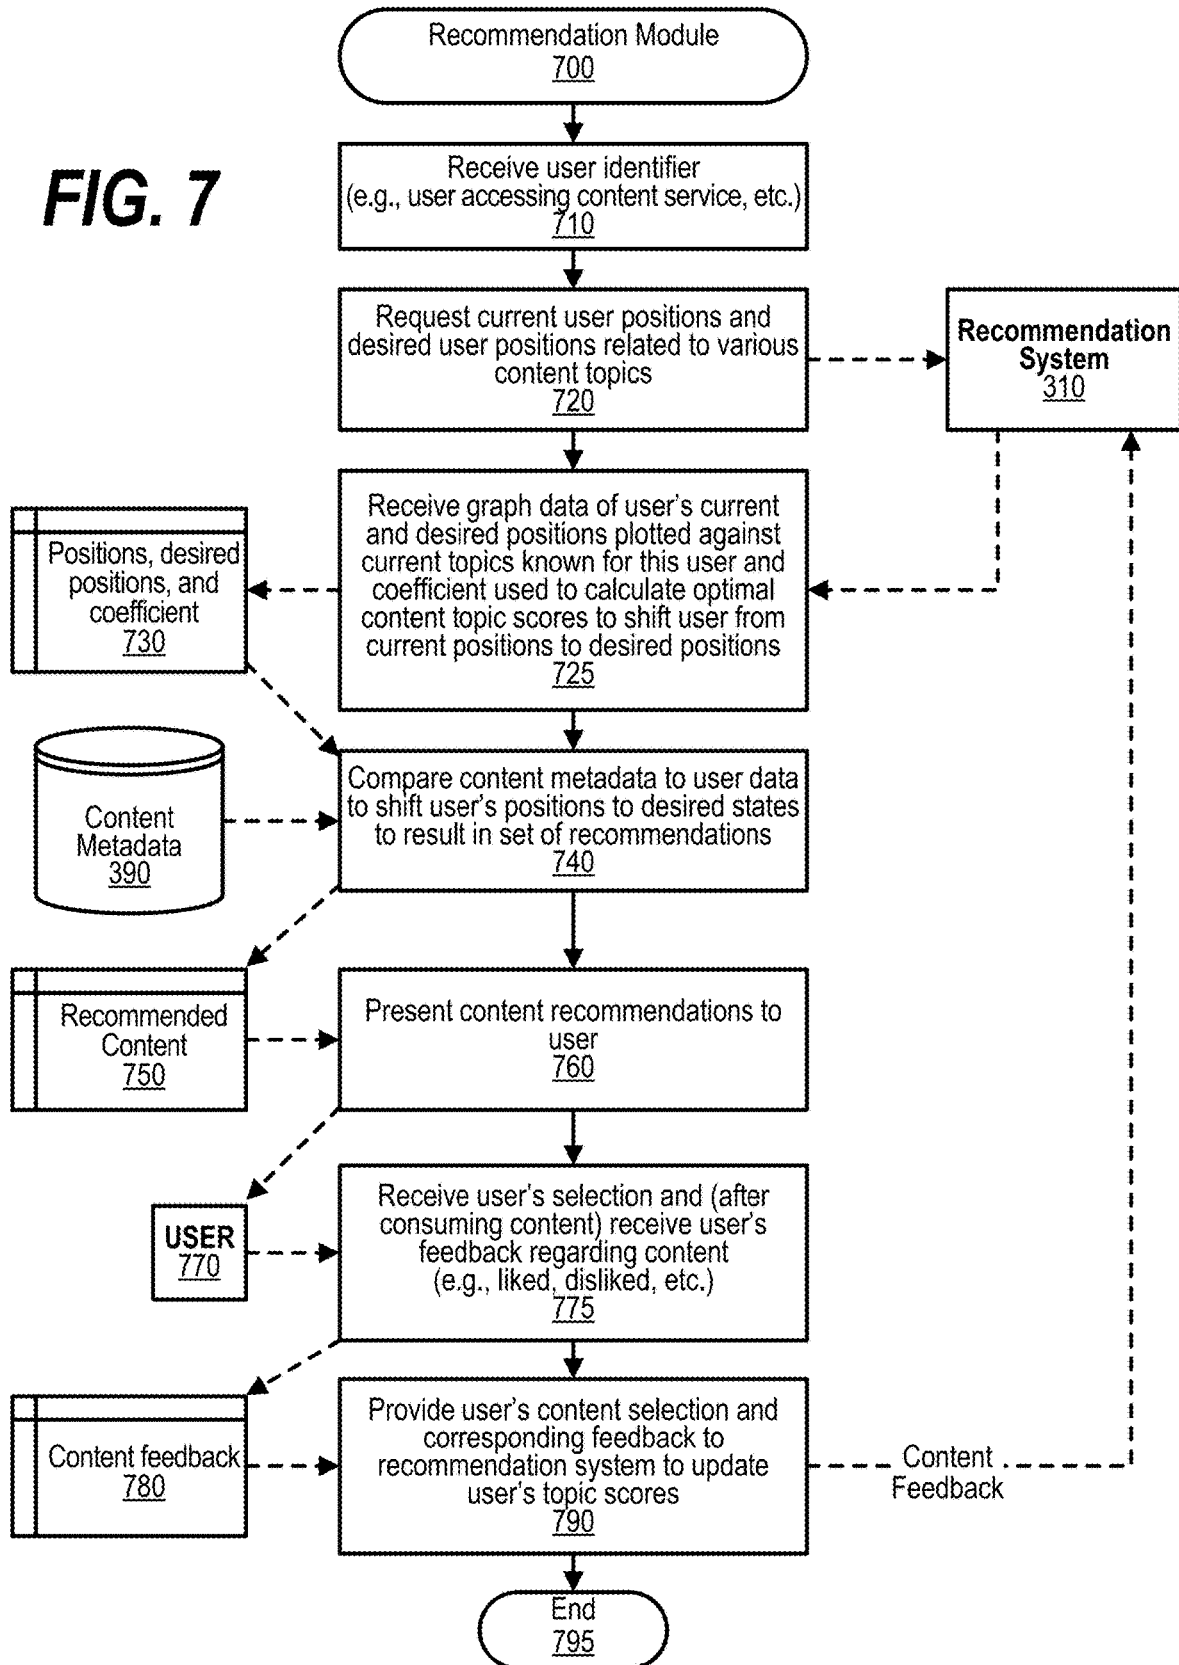 Recommendation Module
700
FIG. 7
Receive user identifier
(e.g., user accessing content service, etc.)
710
Request current user positions and
desired user positions related to various
content topics
720
Recommendation
System
310
Receive graph data of user's current
and desired positions plotted against
current topics known for this user and
coefficient used to calculate optimal
content topic scores to shift user from
current positions to desired positions
725
Positions, desired
positions, and
coefficient
730
Compare content metadata to user data
to shift user's positions to desired states
to result in set of recommendations
740
Content
Metadata
390
Recommended
Content
750
Present content recommendations to
user
760
Receive user's selection and (after
consuming content) receive user's
feedback regarding content
(e.g., liked, disliked, etc.)
775
USER
770
Content feedback
780
Provide user's content selection and
corresponding feedback to
recommendation system to update
user's topic scores
790
Content
Feedback
End
795